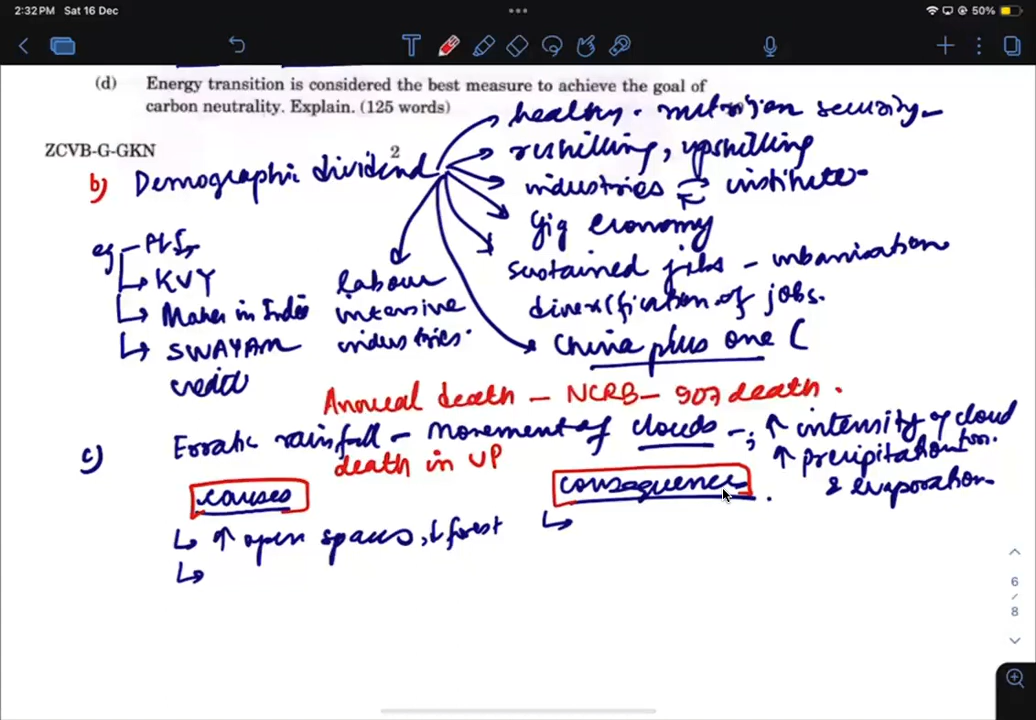 2:32 PM Sat 16 Dec
50%
(d) Energy transition is considered the best measure to achieve the goal of
carbon neutrality. Explain. (125 words)
ZCVB-G-GKN
2
healthy. nutrition security
b) Demographic dividend
reskilling, upskilling
industries institute
Gig economy
eg PLI
KVY
Make in India
SWAYAM
credit
labour
intensive
industries.
sustained jobs - urbanisation
diversification of jobs.
China plus one (
Annual death - NCRB - 907 death.
c) Erratic rainfall - movement of clouds - ; ↑ intensity of cloud
death in UP
↑ precipitation
& evaporation
causes
consequence
↑ open spaces, ↓ forest
6
/
8